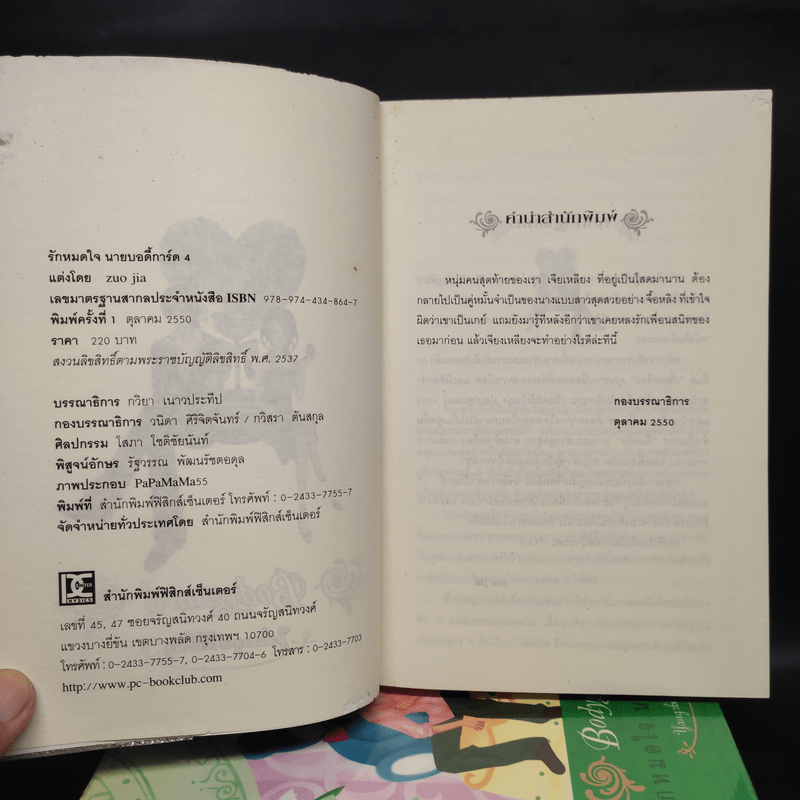 รักหมดใจ นายบอดี้การ์ด 4
แต่งโดย zuo jia
เลขมาตรฐานสากลประจำหนังสือ ISBN 978-974-434-864-7
พิมพ์ครั้งที่ 1 ตุลาคม 2550
ราคา 220 บาท
สงวนลิขสิทธิ์ตามพระราชบัญญัติลิขสิทธิ์ พ.ศ. 2537
บรรณาธิการ กวิยา เนาวประทีป
กองบรรณาธิการ วนิดา ศิริจิตจันทร์ / กวิสรา ตันสกุล
ศิลปกรรม โสภา โชติชัยนันท์
พิสูจน์อักษร รัฐวรรณ พัฒนรัชตอดุล
ภาพประกอบ PaPaMaMa55
พิมพ์ที่ สำนักพิมพ์ฟิสิกส์เซ็นเตอร์ โทรศัพท์ : 0-2433-7755-7
จัดจำหน่ายทั่วประเทศโดย สำนักพิมพ์ฟิสิกส์เซ็นเตอร์
สำนักพิมพ์ฟิสิกส์เซ็นเตอร์
เลขที่ 45, 47 ซอยจรัญสนิทวงศ์ 40 ถนนจรัญสนิทวงศ์
แขวงบางยี่ขัน เขตบางพลัด กรุงเทพฯ 10700
โทรศัพท์ : 0-2433-7755-7, 0-2433-7704-6 โทรสาร : 0-2433-7703
http://www.pc-bookclub.com
คำนำสำนักพิมพ์
หนุ่มคนสุดท้ายของเรา เจียเหลียง ที่อยู่เป็นโสดมานาน ต้อง
กลายไปเป็นคู่หมั้นจำเป็นของนางแบบสาวสุดสวยอย่าง จื้อหลิง ที่เข้าใจ
ผิดว่าเขาเป็นเกย์ แถมยังมารู้ทีหลังอีกว่าเขาเคยหลงรักเพื่อนสนิทของ
เธอมาก่อน แล้วเจียงเหลียงจะทำอย่างไรดีล่ะทีนี้
กองบรรณาธิการ
ตุลาคม 2550
Body